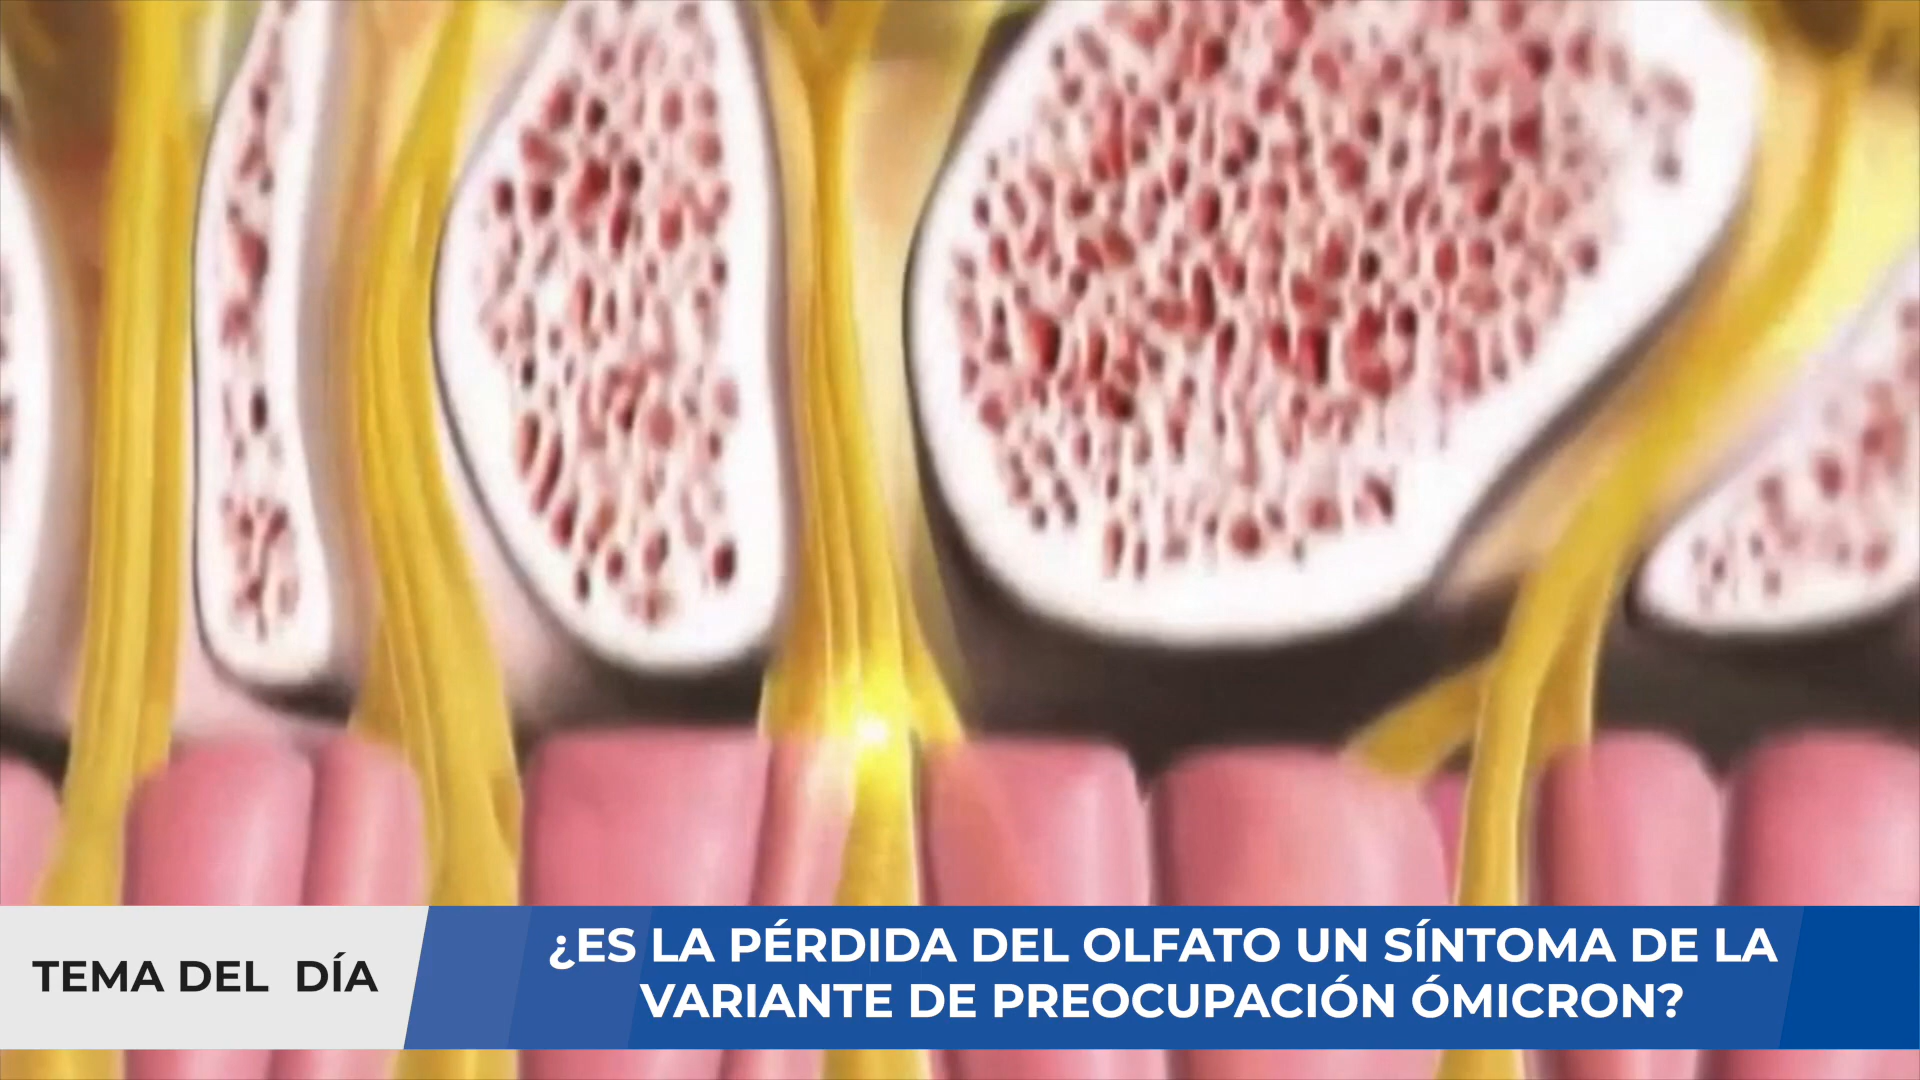 TEMA DEL DÍA
¿ES LA PÉRDIDA DEL OLFATO UN SÍNTOMA DE LA
VARIANTE DE PREOCUPACIÓN ÓMICRON?